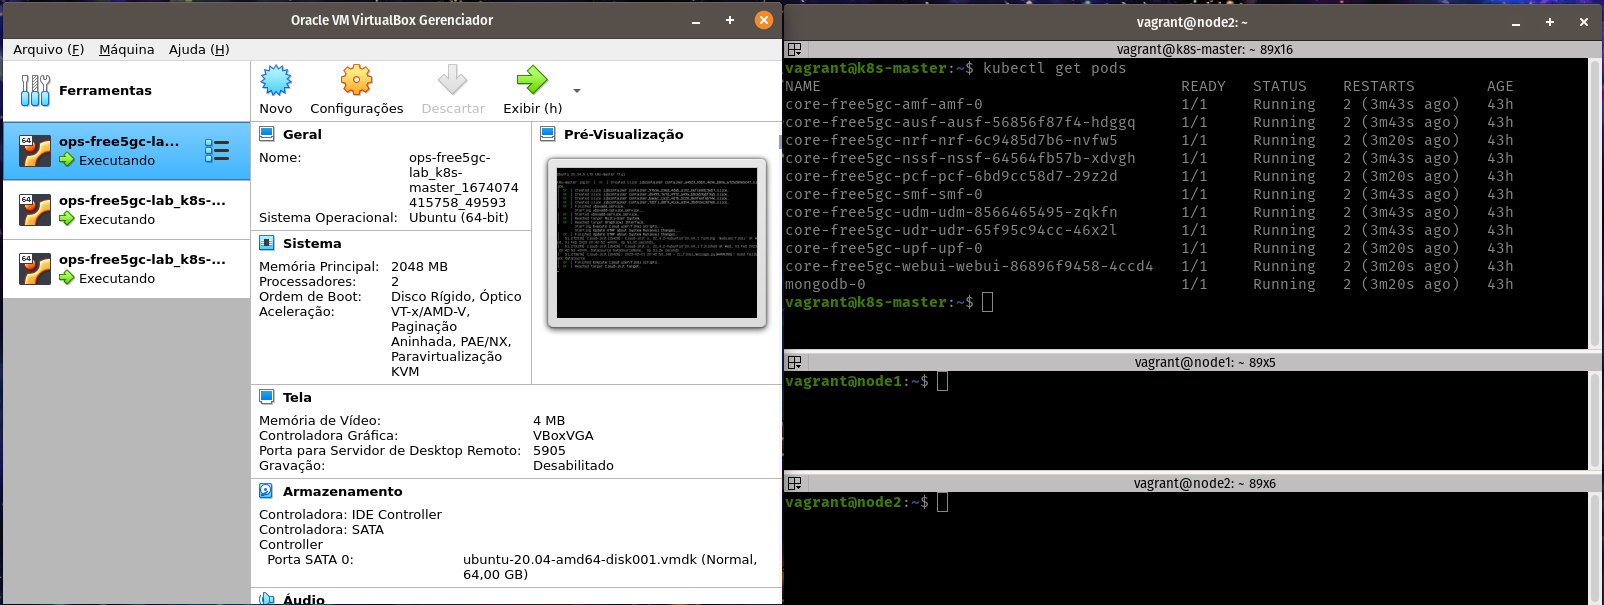 Oracle VM VirtualBox Gerenciador
Arquivo (F) Máquina Ajuda (H)
Ferramentas
ops-free5gc-la...
Executando
ops-free5gc-lab_k8s-...
Executando
ops-free5gc-lab_k8s-...
Executando
Novo Configurações Descartar Exibir (h)
Geral
Nome: ops-free5gc-
lab_k8s-
master_1674074
415758_49593
Sistema Operacional: Ubuntu (64-bit)
Pré-Visualização
Sistema
Memória Principal: 2048 MB
Processadores: 2
Ordem de Boot: Disco Rígido, Óptico
Aceleração: VT-x/AMD-V,
Paginação
Aninhada, PAE/NX,
Paravirtualização
KVM
Tela
Memória de Vídeo: 4 MB
Controladora Gráfica: VBoxVGA
Porta para Servidor de Desktop Remoto: 5905
Gravação: Desabilitado
Armazenamento
Controladora: IDE Controller
Controladora: SATA
Controller
Porta SATA 0: ubuntu-20.04-amd64-disk001.vmdk (Normal,
64,00 GB)
Áudio
vagrant@node2: ~
vagrant@k8s-master: ~ 89x16
vagrant@k8s-master:~$ kubectl get pods
NAME READY STATUS RESTARTS AGE
core-free5gc-amf-amf-0 1/1 Running 2 (3m43s ago) 43h
core-free5gc-ausf-ausf-56856f87f4-hdggq 1/1 Running 2 (3m43s ago) 43h
core-free5gc-nrf-nrf-6c9485d7b6-nvfw5 1/1 Running 2 (3m20s ago) 43h
core-free5gc-nssf-nssf-64564fb57b-xdvgh 1/1 Running 2 (3m43s ago) 43h
core-free5gc-pcf-pcf-6bd9cc58d7-29z2d 1/1 Running 2 (3m43s ago) 43h
core-free5gc-smf-smf-0 1/1 Running 2 (3m43s ago) 43h
core-free5gc-udm-udm-8566465495-zqkfn 1/1 Running 2 (3m43s ago) 43h
core-free5gc-udr-udr-65f95c94cc-46x2l 1/1 Running 2 (3m43s ago) 43h
core-free5gc-upf-upf-0 1/1 Running 2 (3m20s ago) 43h
core-free5gc-webui-webui-86896f9458-4ccd4 1/1 Running 2 (3m20s ago) 43h
mongodb-0 1/1 Running 2 (3m20s ago) 43h
vagrant@k8s-master:~$
vagrant@node1: ~ 89x5
vagrant@node1:~$
vagrant@node2: ~ 89x6
vagrant@node2:~$